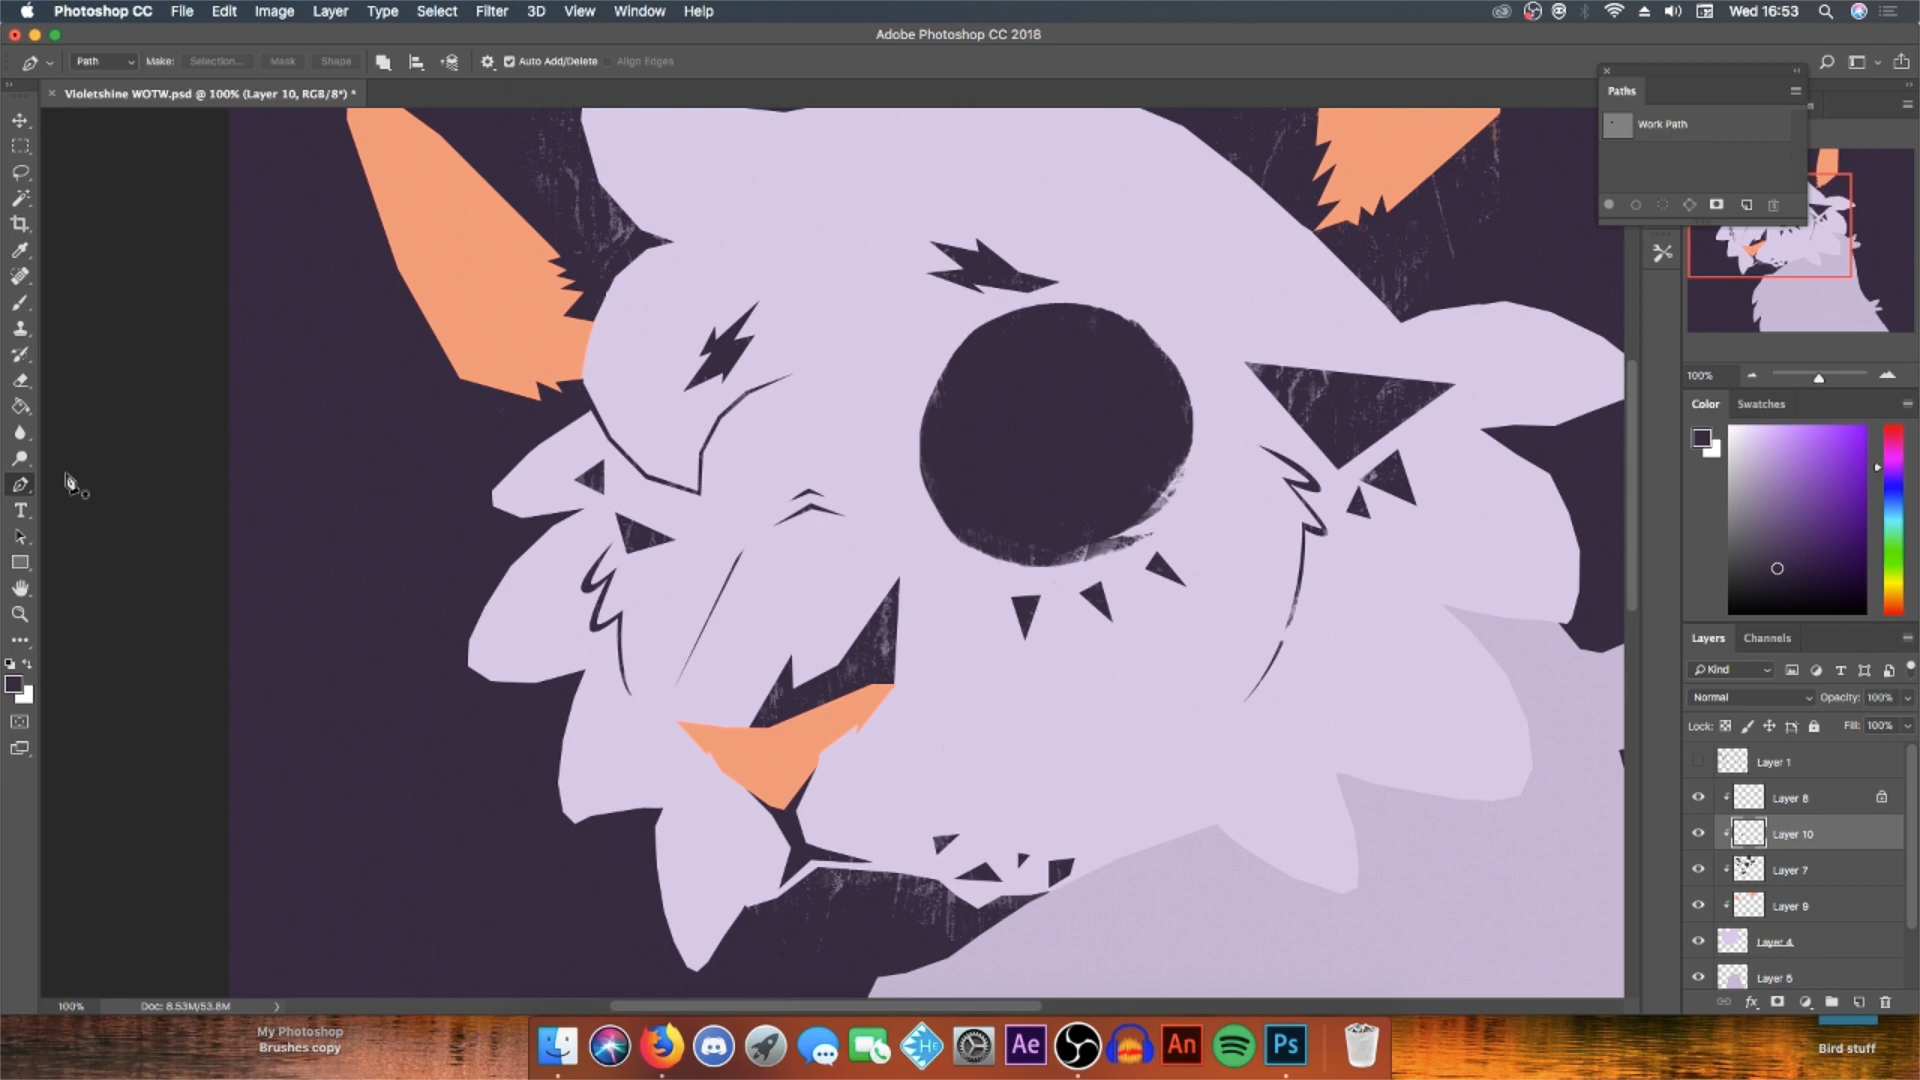 Photoshop CC File Edit Image Layer Type Select Filter 3D View Window Help Wed 16:53
Adobe Photoshop CC 2018
Path Make: Selection... Mask Shape Auto Add/Delete Align Edges
Violetshine WOTW.psd @ 100% (Layer 10, RGB/8*) *
Paths
Work Path
100%
Color Swatches
Layers Channels
Kind
Normal Opacity: 100%
Lock: Fill: 100%
Layer 1
Layer 8
Layer 10
Layer 7
Layer 9
Layer 4
Layer 5
100% Doc: 8.53M/53.8M
My Photoshop
Brushes copy
HE
Ae
An
Ps
Bird stuff